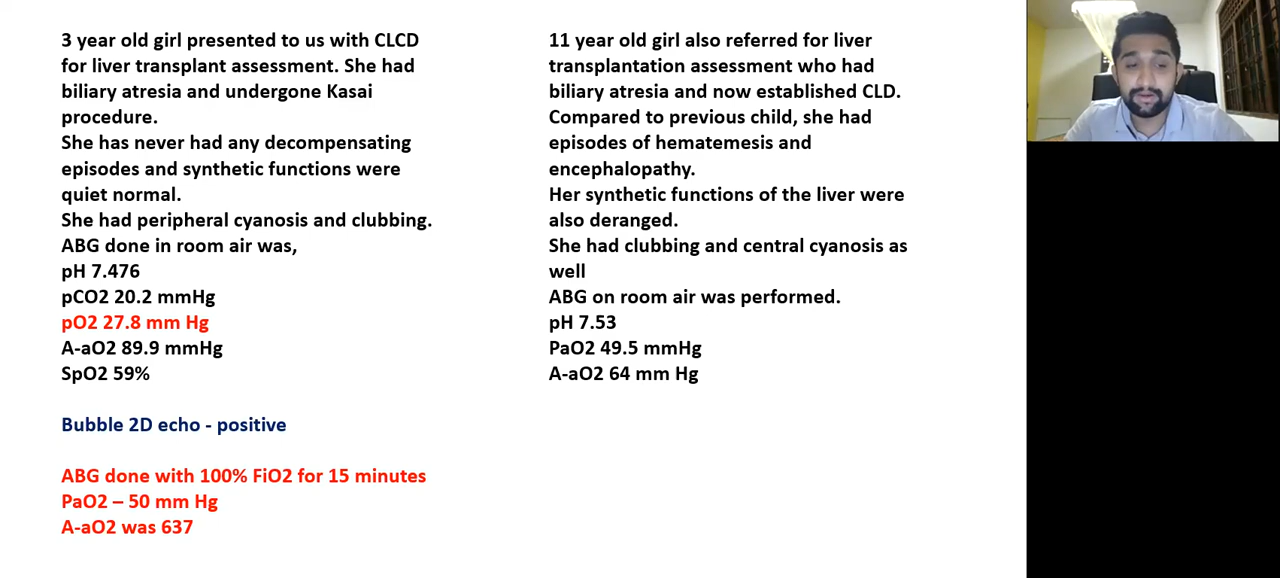 3 year old girl presented to us with CLCD
for liver transplant assessment. She had
biliary atresia and undergone Kasai
procedure.
She has never had any decompensating
episodes and synthetic functions were
quiet normal.
She had peripheral cyanosis and clubbing.
ABG done in room air was,
pH 7.476
pCO2 20.2 mmHg
pO2 27.8 mm Hg
A-aO2 89.9 mmHg
SpO2 59%
Bubble 2D echo - positive
ABG done with 100% FiO2 for 15 minutes
PaO2 – 50 mm Hg
A-aO2 was 637
11 year old girl also referred for liver
transplantation assessment who had
biliary atresia and now established CLD.
Compared to previous child, she had
episodes of hematemesis and
encephalopathy.
Her synthetic functions of the liver were
also deranged.
She had clubbing and central cyanosis as
well
ABG on room air was performed.
pH 7.53
PaO2 49.5 mmHg
A-aO2 64 mm Hg